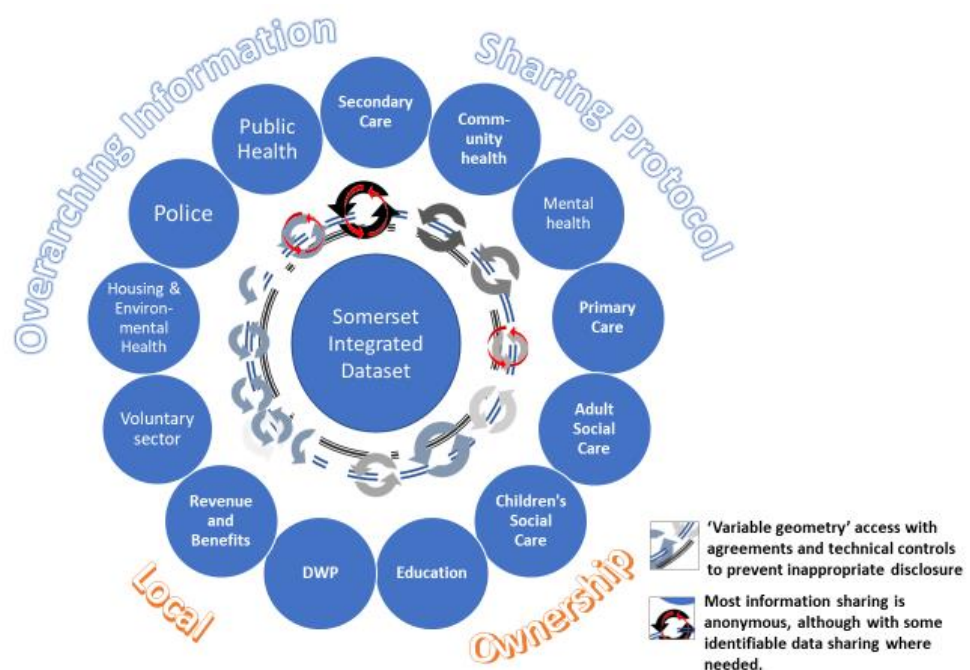 Overarching Information
Sharing Protocol
Secondary
Care
Comm-
unity
health
Mental
health
Primary
Care
Adult
Social
Care
Children's
Social
Care
Education
DWP
Revenue
and
Benefits
Voluntary
sector
Housing &
Environ-
mental
Health
Police
Public
Health
Somerset
Integrated
Dataset
Local
Ownership
‘Variable geometry’ access with
agreements and technical controls
to prevent inappropriate disclosure
Most information sharing is
anonymous, although with some
identifiable data sharing where
needed.